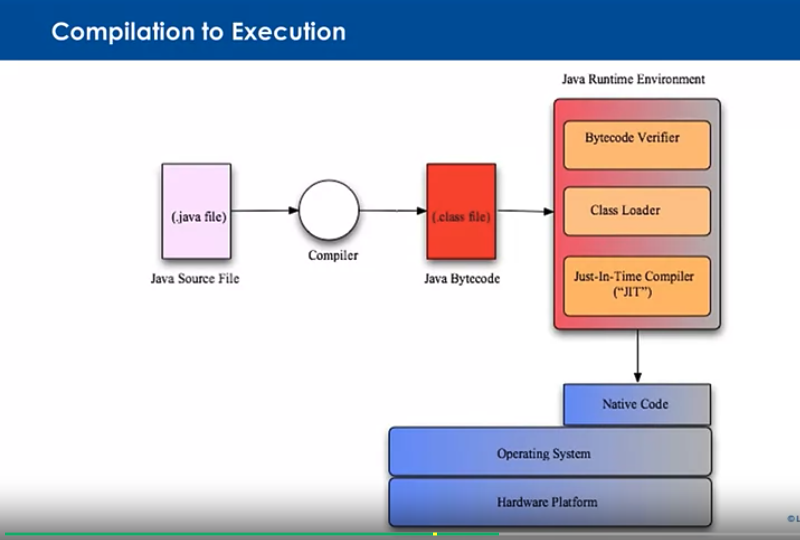 Compilation to Execution
Java Runtime Environment
Bytecode Verifier
(.java file)
(.class file)
Class Loader
Compiler
Java Source File
Java Bytecode
Just-In-Time Compiler
(“JIT”)
Native Code
Operating System
Hardware Platform
©L